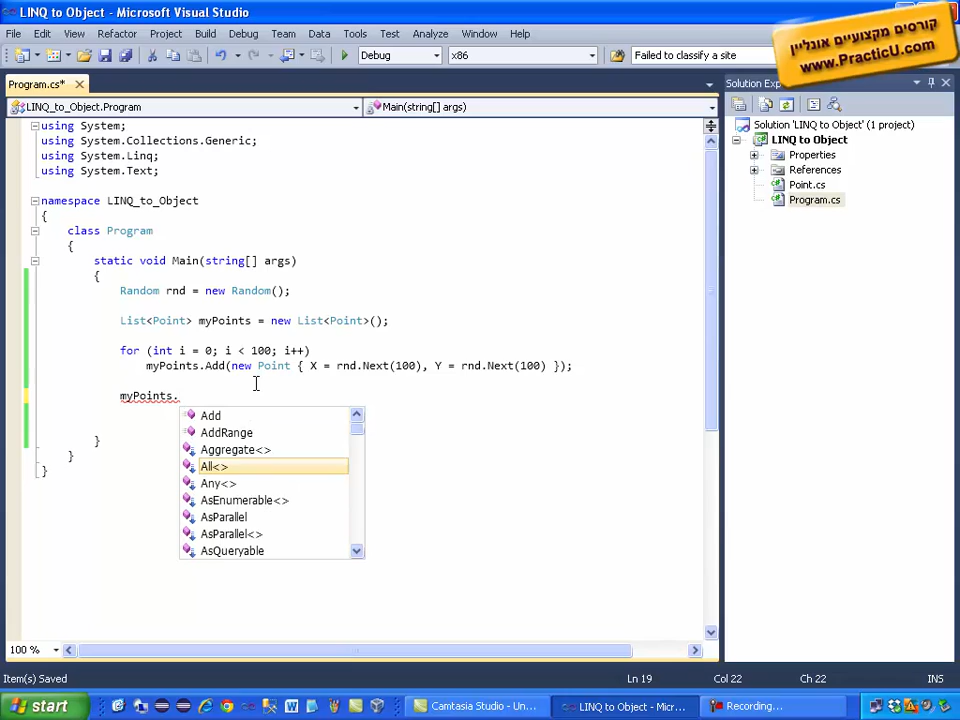 LINQ to Object - Microsoft Visual Studio
קורסים מקצועיים אונליין
www.PracticU.com
File Edit View Refactor Project Build Debug Team Data Tools Test Analyze Window Help
Debug x86 Failed to classify a site
Program.cs*
Solution Exp
LINQ_to_Object.Program Main(string[] args)
using System;
using System.Collections.Generic;
using System.Linq;
using System.Text;
namespace LINQ_to_Object
{
class Program
{
static void Main(string[] args)
{
Random rnd = new Random();
List<Point> myPoints = new List<Point>();
for (int i = 0; i < 100; i++)
myPoints.Add(new Point { X = rnd.Next(100), Y = rnd.Next(100) });
myPoints.
Add
AddRange
Aggregate<>
All<>
Any<>
AsEnumerable<>
AsParallel
AsParallel<>
AsQueryable
}
}
}
Solution 'LINQ to Object' (1 project)
LINQ to Object
Properties
References
Point.cs
Program.cs
100 %
Item(s) Saved Ln 19 Col 22 Ch 22 INS
start Camtasia Studio - Un... LINQ to Object - Micr... Recording...